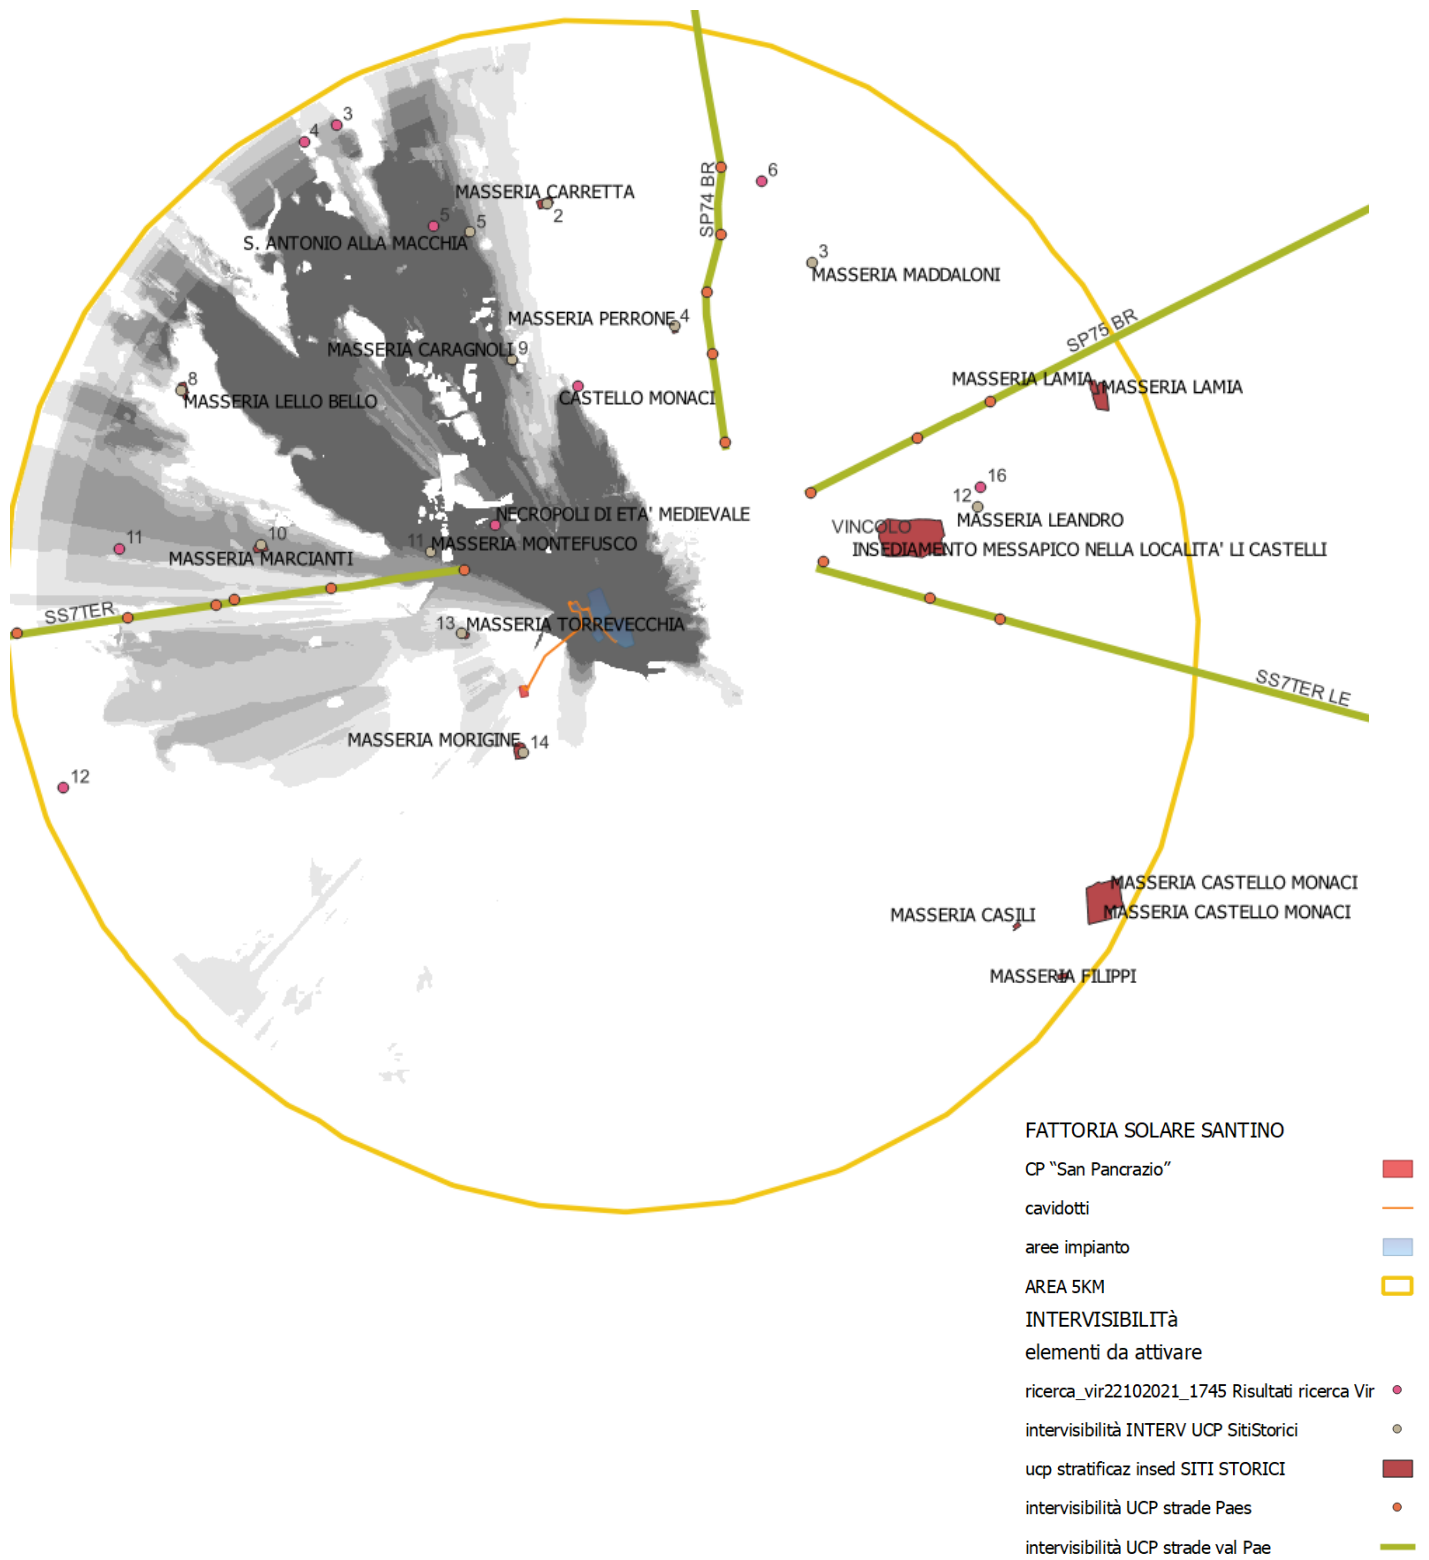 3
4
SP74 BR
6
MASSERIA CARRETTA
2
5
5
S. ANTONIO ALLA MACCHIA
3
MASSERIA MADDALONI
MASSERIA PERRONE
4
SP75 BR
MASSERIA CARAGNOLI
9
8
MASSERIA LELLO BELLO
CASTELLO MONACI
MASSERIA LAMIA
MASSERIA LAMIA
16
12
MASSERIA LEANDRO
NECROPOLI DI ETA' MEDIEVALE
VINCOLO
11
10
11
MASSERIA MONTEFUSCO
INSEDIAMENTO MESSAPICO NELLA LOCALITA' LI CASTELLI
MASSERIA MARCIANTI
SS7TER
13
MASSERIA TORREVECCHIA
SS7TER LE
MASSERIA MORIGINE
14
12
MASSERIA CASTELLO MONACI
MASSERIA CASTELLO MONACI
MASSERIA CASILI
MASSERIA FILIPPI
FATTORIA SOLARE SANTINO
CP “San Pancrazio”
cavidotti
aree impianto
AREA 5KM
INTERVISIBILITà
elementi da attivare
ricerca_vir22102021_1745 Risultati ricerca Vir
intervisibilità INTERV UCP SitiStorici
ucp stratificaz insed SITI STORICI
intervisibilità UCP strade Paes
intervisibilità UCP strade val Pae